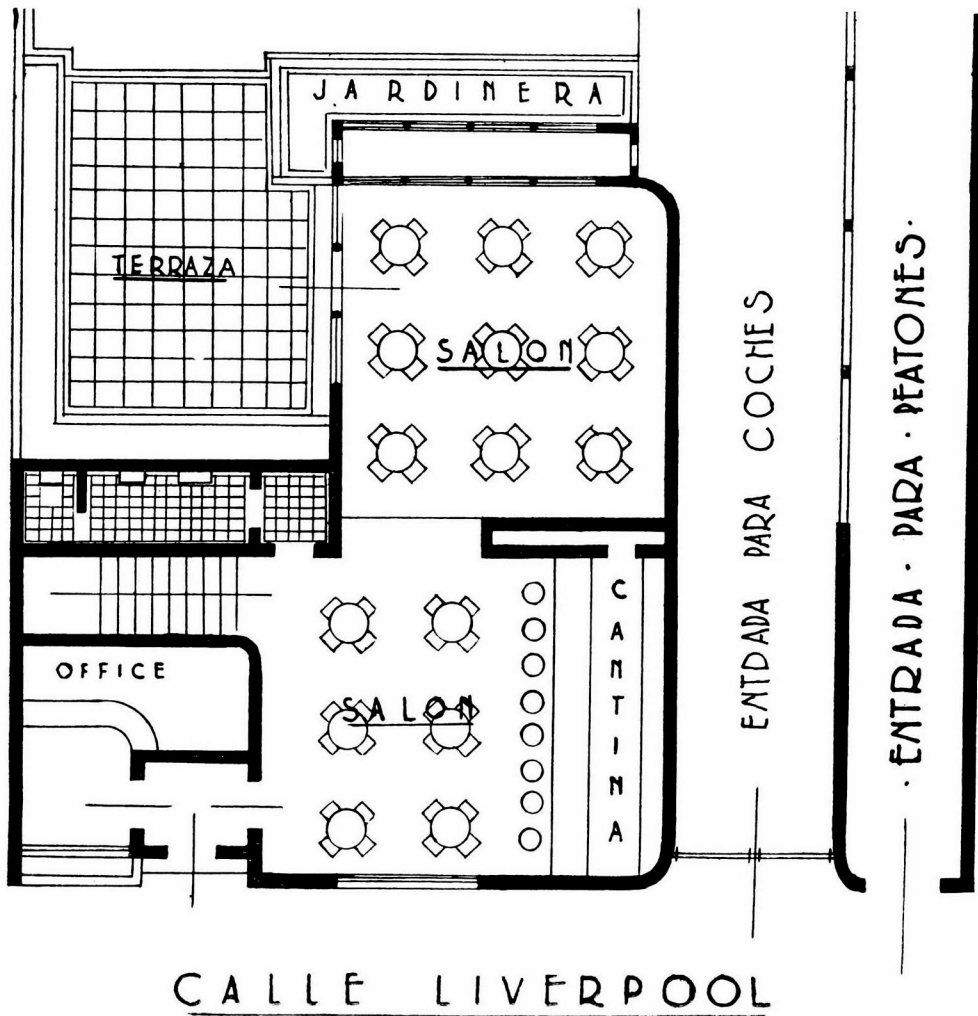 JARDINERA
TERRAZA
SALON
OFFICE
SALON
CANTINA
ENTDADA PARA COCHES
·ENTRADA·PARA·PEATONES·
CALLE LIVERPOOL